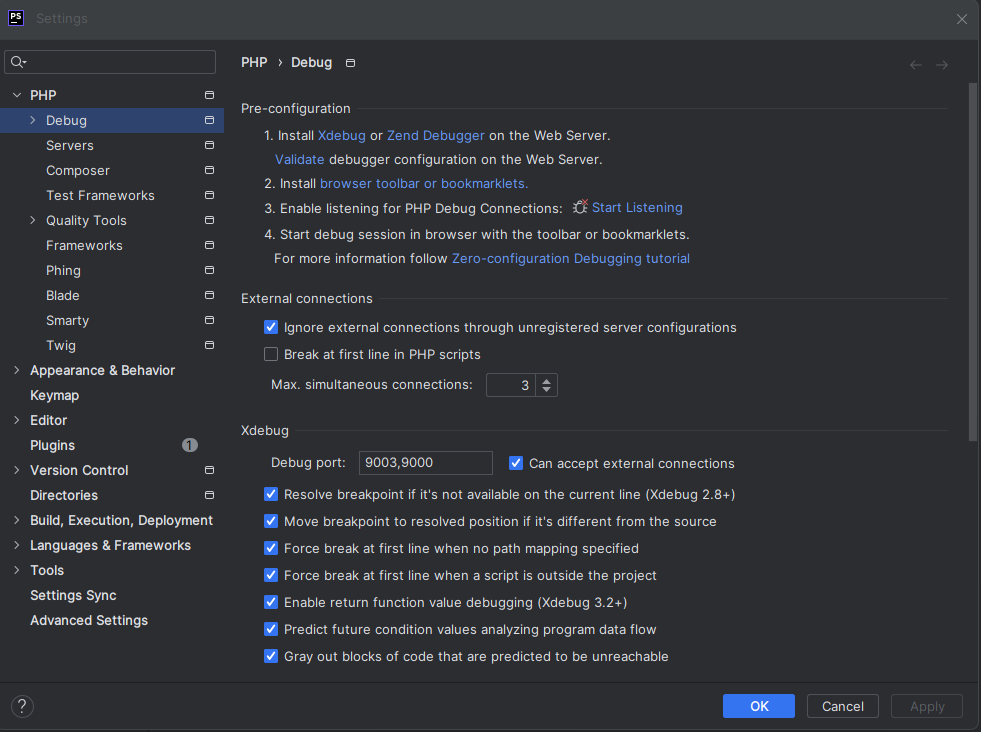 PS Settings
PHP
Debug
Servers
Composer
Test Frameworks
Quality Tools
Frameworks
Phing
Blade
Smarty
Twig
Appearance & Behavior
Keymap
Editor
Plugins 1
Version Control
Directories
Build, Execution, Deployment
Languages & Frameworks
Tools
Settings Sync
Advanced Settings
PHP › Debug
Pre-configuration
1. Install Xdebug or Zend Debugger on the Web Server.
Validate debugger configuration on the Web Server.
2. Install browser toolbar or bookmarklets.
3. Enable listening for PHP Debug Connections: Start Listening
4. Start debug session in browser with the toolbar or bookmarklets.
For more information follow Zero-configuration Debugging tutorial
External connections
Ignore external connections through unregistered server configurations
Break at first line in PHP scripts
Max. simultaneous connections: 3
Xdebug
Debug port: 9003,9000 Can accept external connections
Resolve breakpoint if it's not available on the current line (Xdebug 2.8+)
Move breakpoint to resolved position if it's different from the source
Force break at first line when no path mapping specified
Force break at first line when a script is outside the project
Enable return function value debugging (Xdebug 3.2+)
Predict future condition values analyzing program data flow
Gray out blocks of code that are predicted to be unreachable
? OK Cancel Apply